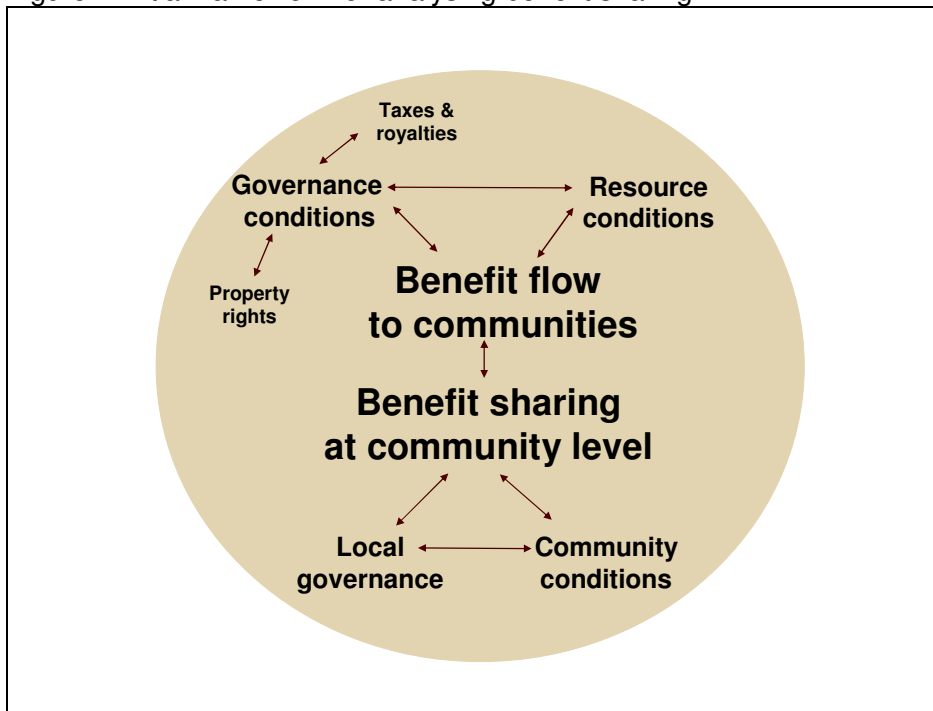 Taxes &
royalties
Governance
conditions
Resource
conditions
Property
rights
Benefit flow
to communities
Benefit sharing
at community level
Local
governance
Community
conditions